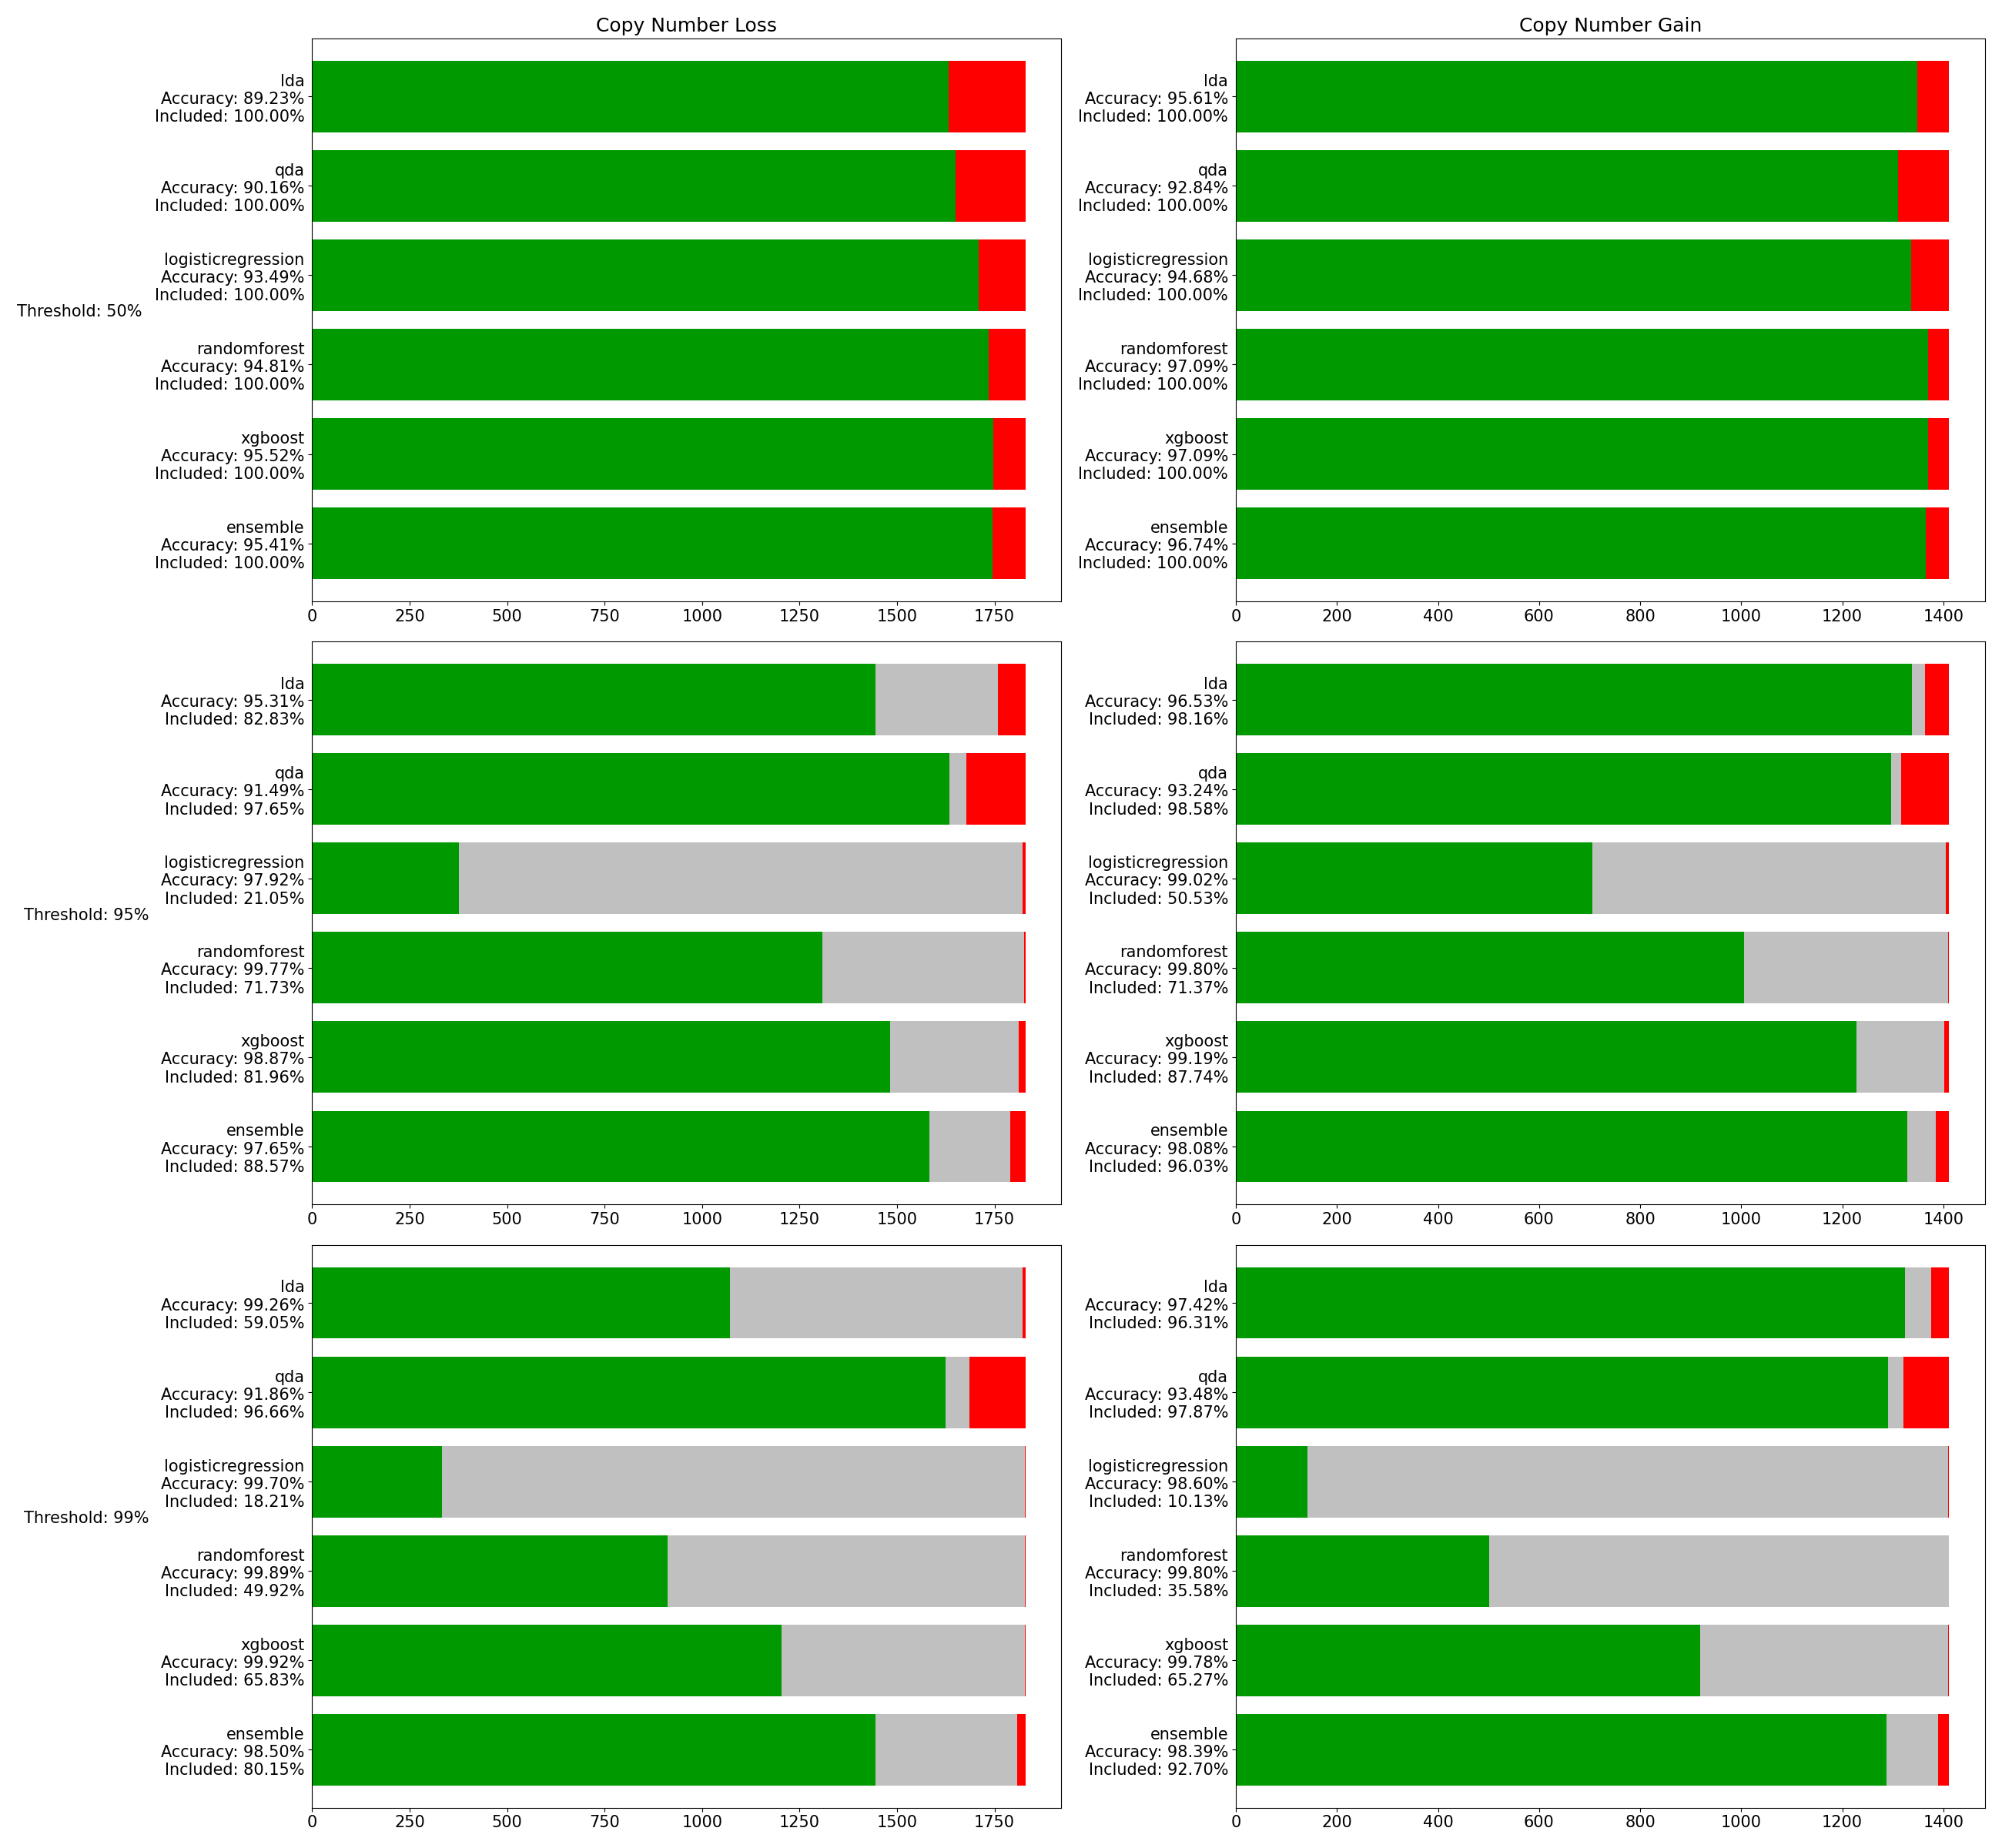 Copy Number Loss
Copy Number Gain
Threshold: 50%
lda
Accuracy: 89.23%
Included: 100.00%
qda
Accuracy: 90.16%
Included: 100.00%
logisticregression
Accuracy: 93.49%
Included: 100.00%
randomforest
Accuracy: 94.81%
Included: 100.00%
xgboost
Accuracy: 95.52%
Included: 100.00%
ensemble
Accuracy: 95.41%
Included: 100.00%
0 250 500 750 1000 1250 1500 1750
lda
Accuracy: 95.61%
Included: 100.00%
qda
Accuracy: 92.84%
Included: 100.00%
logisticregression
Accuracy: 94.68%
Included: 100.00%
randomforest
Accuracy: 97.09%
Included: 100.00%
xgboost
Accuracy: 97.09%
Included: 100.00%
ensemble
Accuracy: 96.74%
Included: 100.00%
0 200 400 600 800 1000 1200 1400
Threshold: 95%
lda
Accuracy: 95.31%
Included: 82.83%
qda
Accuracy: 91.49%
Included: 97.65%
logisticregression
Accuracy: 97.92%
Included: 21.05%
randomforest
Accuracy: 99.77%
Included: 71.73%
xgboost
Accuracy: 98.87%
Included: 81.96%
ensemble
Accuracy: 97.65%
Included: 88.57%
0 250 500 750 1000 1250 1500 1750
lda
Accuracy: 96.53%
Included: 98.16%
qda
Accuracy: 93.24%
Included: 98.58%
logisticregression
Accuracy: 99.02%
Included: 50.53%
randomforest
Accuracy: 99.80%
Included: 71.37%
xgboost
Accuracy: 99.19%
Included: 87.74%
ensemble
Accuracy: 98.08%
Included: 96.03%
0 200 400 600 800 1000 1200 1400
Threshold: 99%
lda
Accuracy: 99.26%
Included: 59.05%
qda
Accuracy: 91.86%
Included: 96.66%
logisticregression
Accuracy: 99.70%
Included: 18.21%
randomforest
Accuracy: 99.89%
Included: 49.92%
xgboost
Accuracy: 99.92%
Included: 65.83%
ensemble
Accuracy: 98.50%
Included: 80.15%
0 250 500 750 1000 1250 1500 1750
lda
Accuracy: 97.42%
Included: 96.31%
qda
Accuracy: 93.48%
Included: 97.87%
logisticregression
Accuracy: 98.60%
Included: 10.13%
randomforest
Accuracy: 99.80%
Included: 35.58%
xgboost
Accuracy: 99.78%
Included: 65.27%
ensemble
Accuracy: 98.39%
Included: 92.70%
0 200 400 600 800 1000 1200 1400